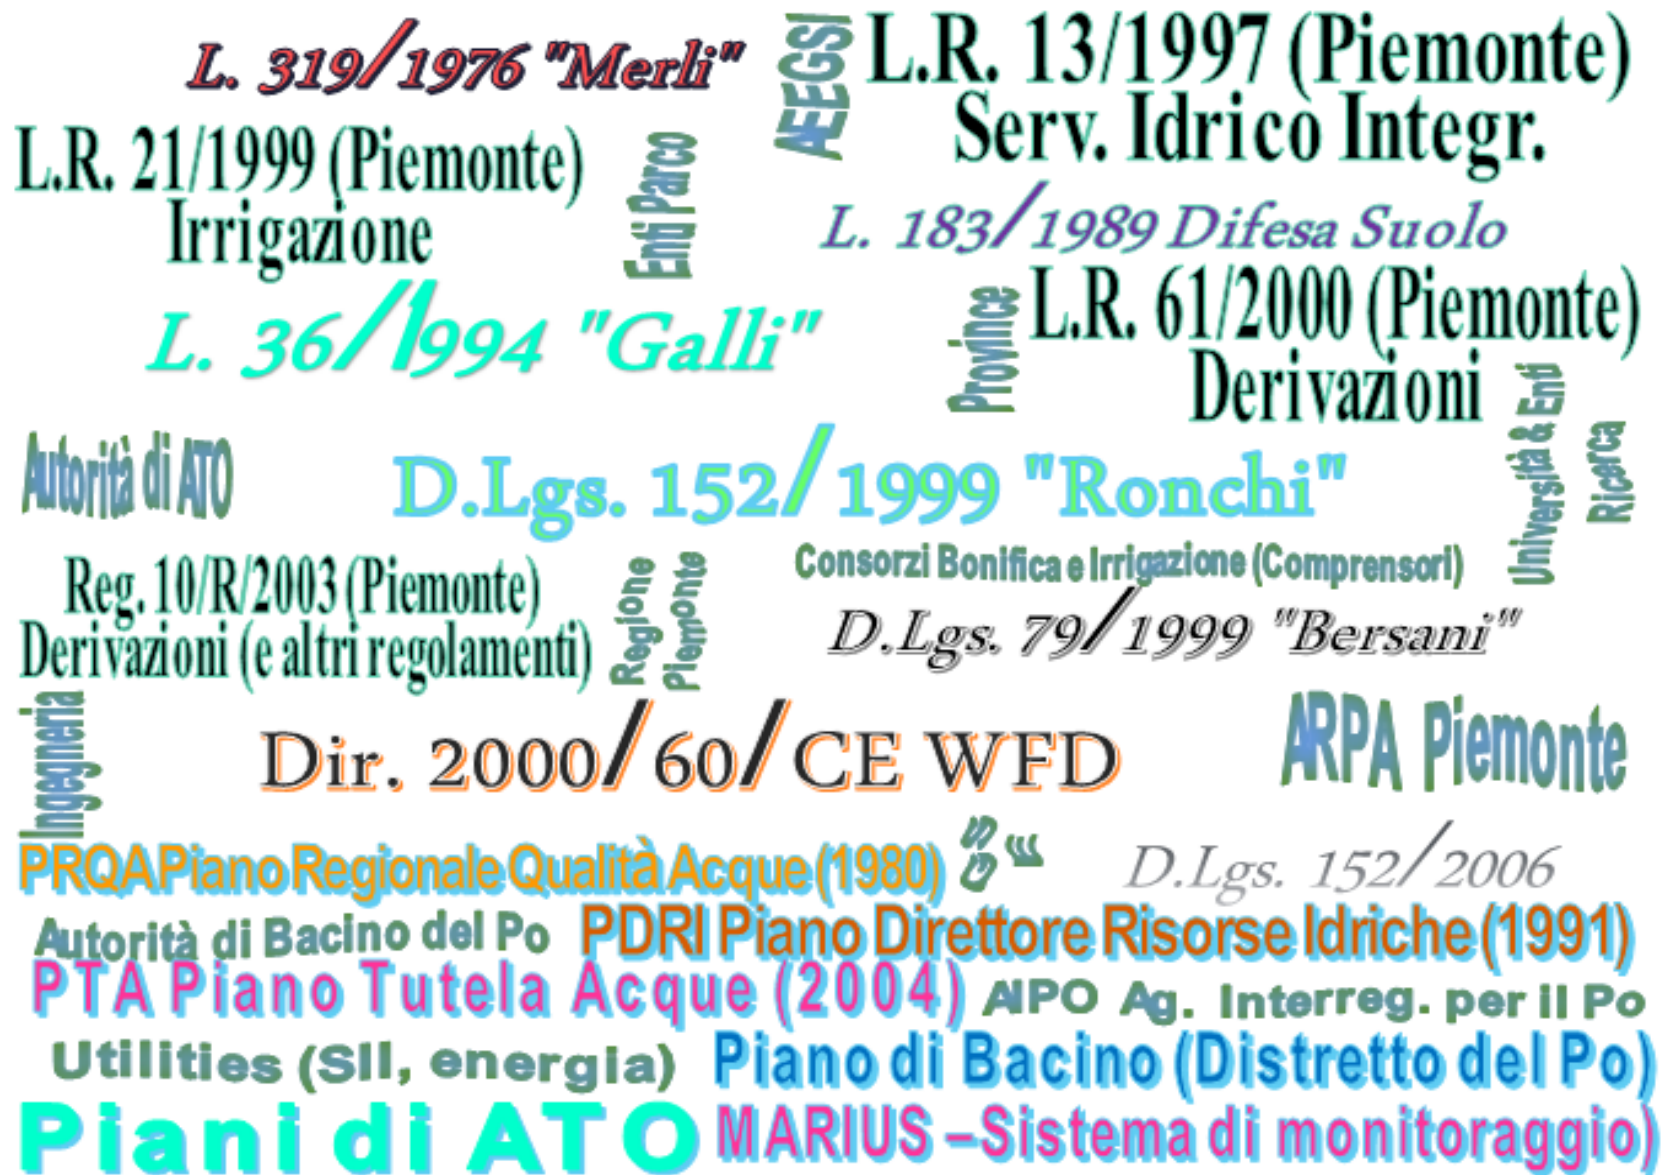 L. 319/1976 "Merli"
AEEGSI
L.R. 13/1997 (Piemonte)
Serv. Idrico Integr.
L.R. 21/1999 (Piemonte)
Irrigazione
Enti Parco
L. 183/1989 Difesa Suolo
L. 36/1994 "Galli"
Province
L.R. 61/2000 (Piemonte)
Derivazioni
Università & Enti
Ricerca
Autorità di ATO
D.Lgs. 152/1999 "Ronchi"
Reg. 10/R/2003 (Piemonte)
Derivazioni (e altri regolamenti)
Regione
Piemonte
Consorzi Bonifica e Irrigazione (Comprensori)
D.Lgs. 79/1999 "Bersani"
Ingegneria
Dir. 2000/60/CE WFD
ARPA Piemonte
PRQA Piano Regionale Qualità Acque (1980)
GS
E
D.Lgs. 152/2006
Autorità di Bacino del Po
PDRI Piano Direttore Risorse Idriche (1991)
PTA Piano Tutela Acque (2004)
AIPO Ag. Interreg. per il Po
Utilities (SII, energia)
Piano di Bacino (Distretto del Po)
Piani di ATO
MARIUS –Sistema di monitoraggio)